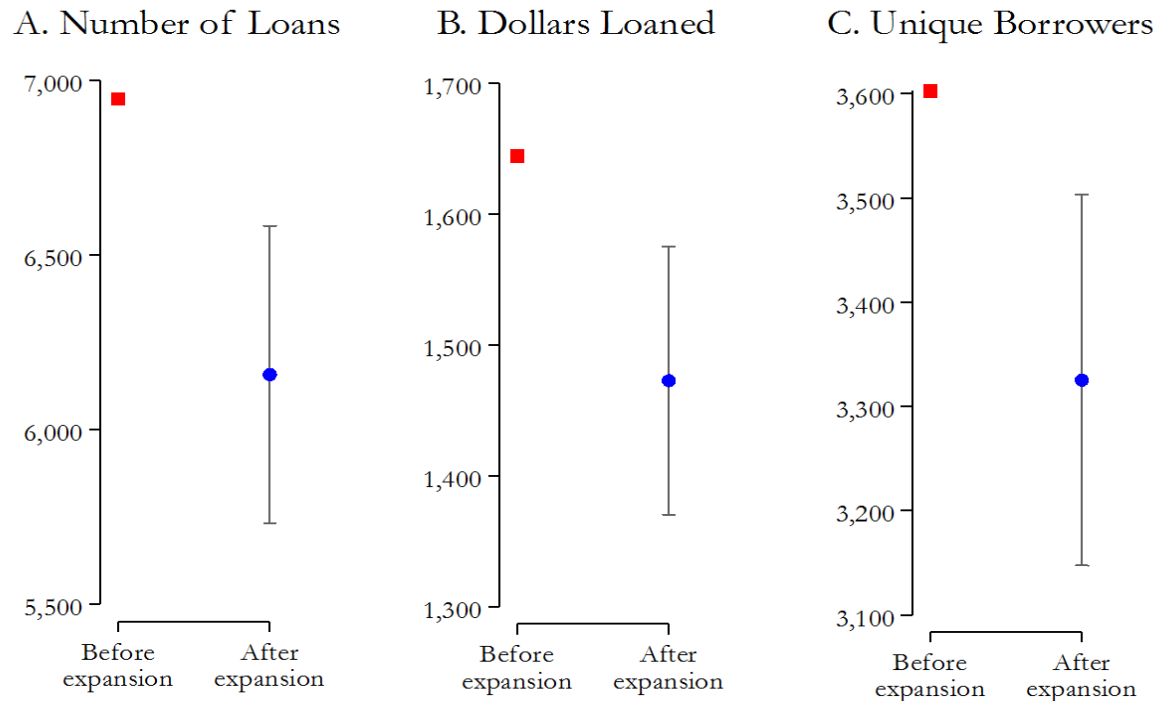 A. Number of Loans
7,000
6,500
6,000
5,500
Before
expansion
After
expansion
B. Dollars Loaned
1,700
1,600
1,500
1,400
1,300
Before
expansion
After
expansion
C. Unique Borrowers
3,600
3,500
3,400
3,300
3,200
3,100
Before
expansion
After
expansion